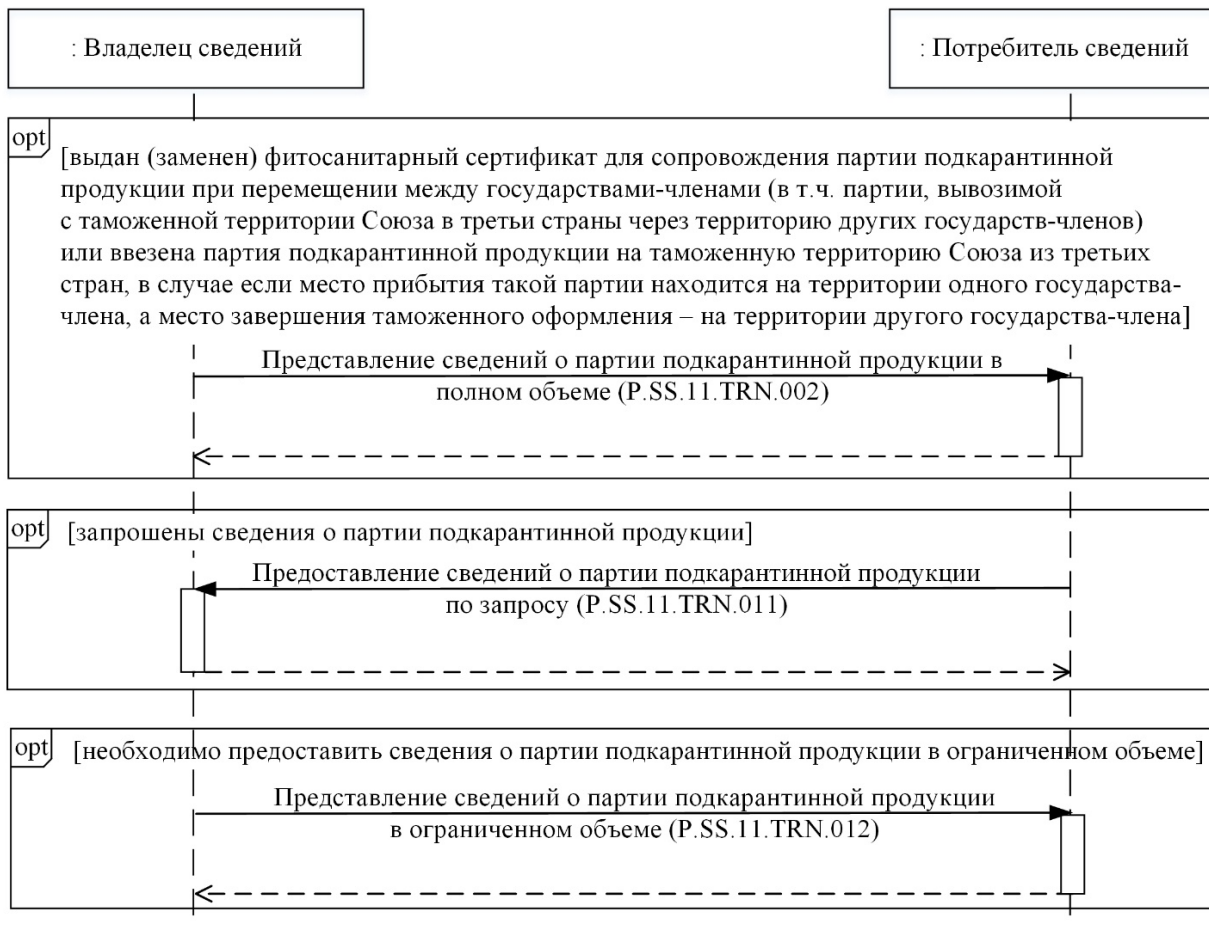 : Владелец сведений
: Потребитель сведений
opt
[выдан (заменен) фитосанитарный сертификат для сопровождения партии подкарантинной
продукции при перемещении между государствами-членами (в т.ч. партии, вывозимой
с таможенной территории Союза в третьи страны через территорию других государств-членов)
или ввезена партия подкарантинной продукции на таможенную территорию Союза из третьих
стран, в случае если место прибытия такой партии находится на территории одного государства-
члена, а место завершения таможенного оформления – на территории другого государства-члена]
Представление сведений о партии подкарантинной продукции в
полном объеме (P.SS.11.TRN.002)
opt
[запрошены сведения о партии подкарантинной продукции]
Предоставление сведений о партии подкарантинной продукции
по запросу (P.SS.11.TRN.011)
opt
[необходимо предоставить сведения о партии подкарантинной продукции в ограниченном объеме]
Представление сведений о партии подкарантинной продукции
в ограниченном объеме (P.SS.11.TRN.012)